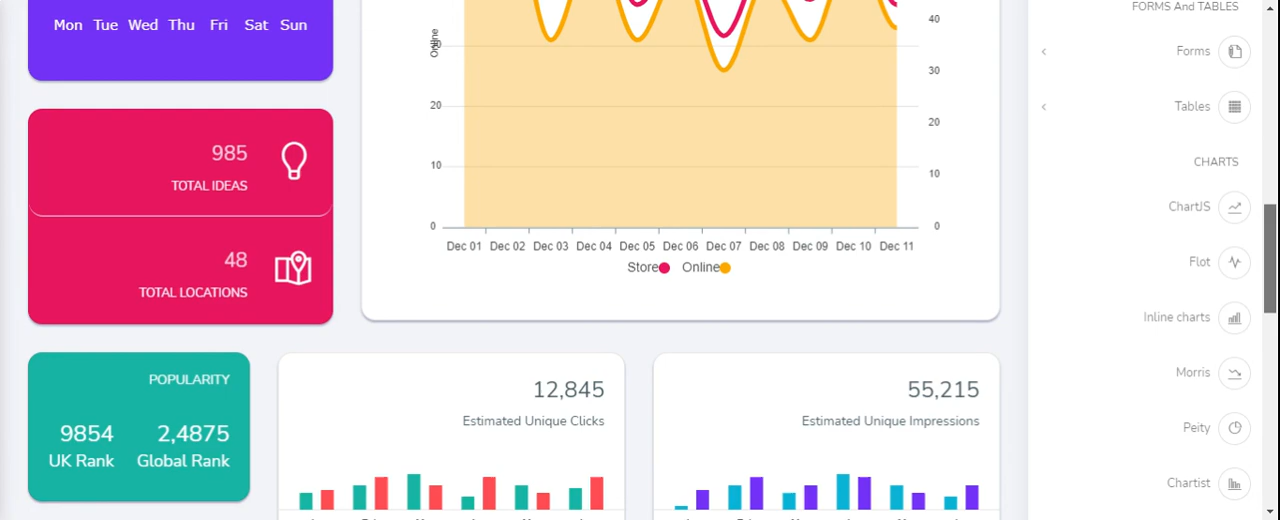 Mon Tue Wed Thu Fri Sat Sun
985
TOTAL IDEAS
48
TOTAL LOCATIONS
Online
20
10
0
40
30
20
10
0
Dec 01 Dec 02 Dec 03 Dec 04 Dec 05 Dec 06 Dec 07 Dec 08 Dec 09 Dec 10 Dec 11
Store Online
POPULARITY
9854 2,4875
UK Rank Global Rank
12,845
Estimated Unique Clicks
55,215
Estimated Unique Impressions
FORMS And TABLES
Forms
Tables
CHARTS
ChartJS
Flot
Inline charts
Morris
Peity
Chartist